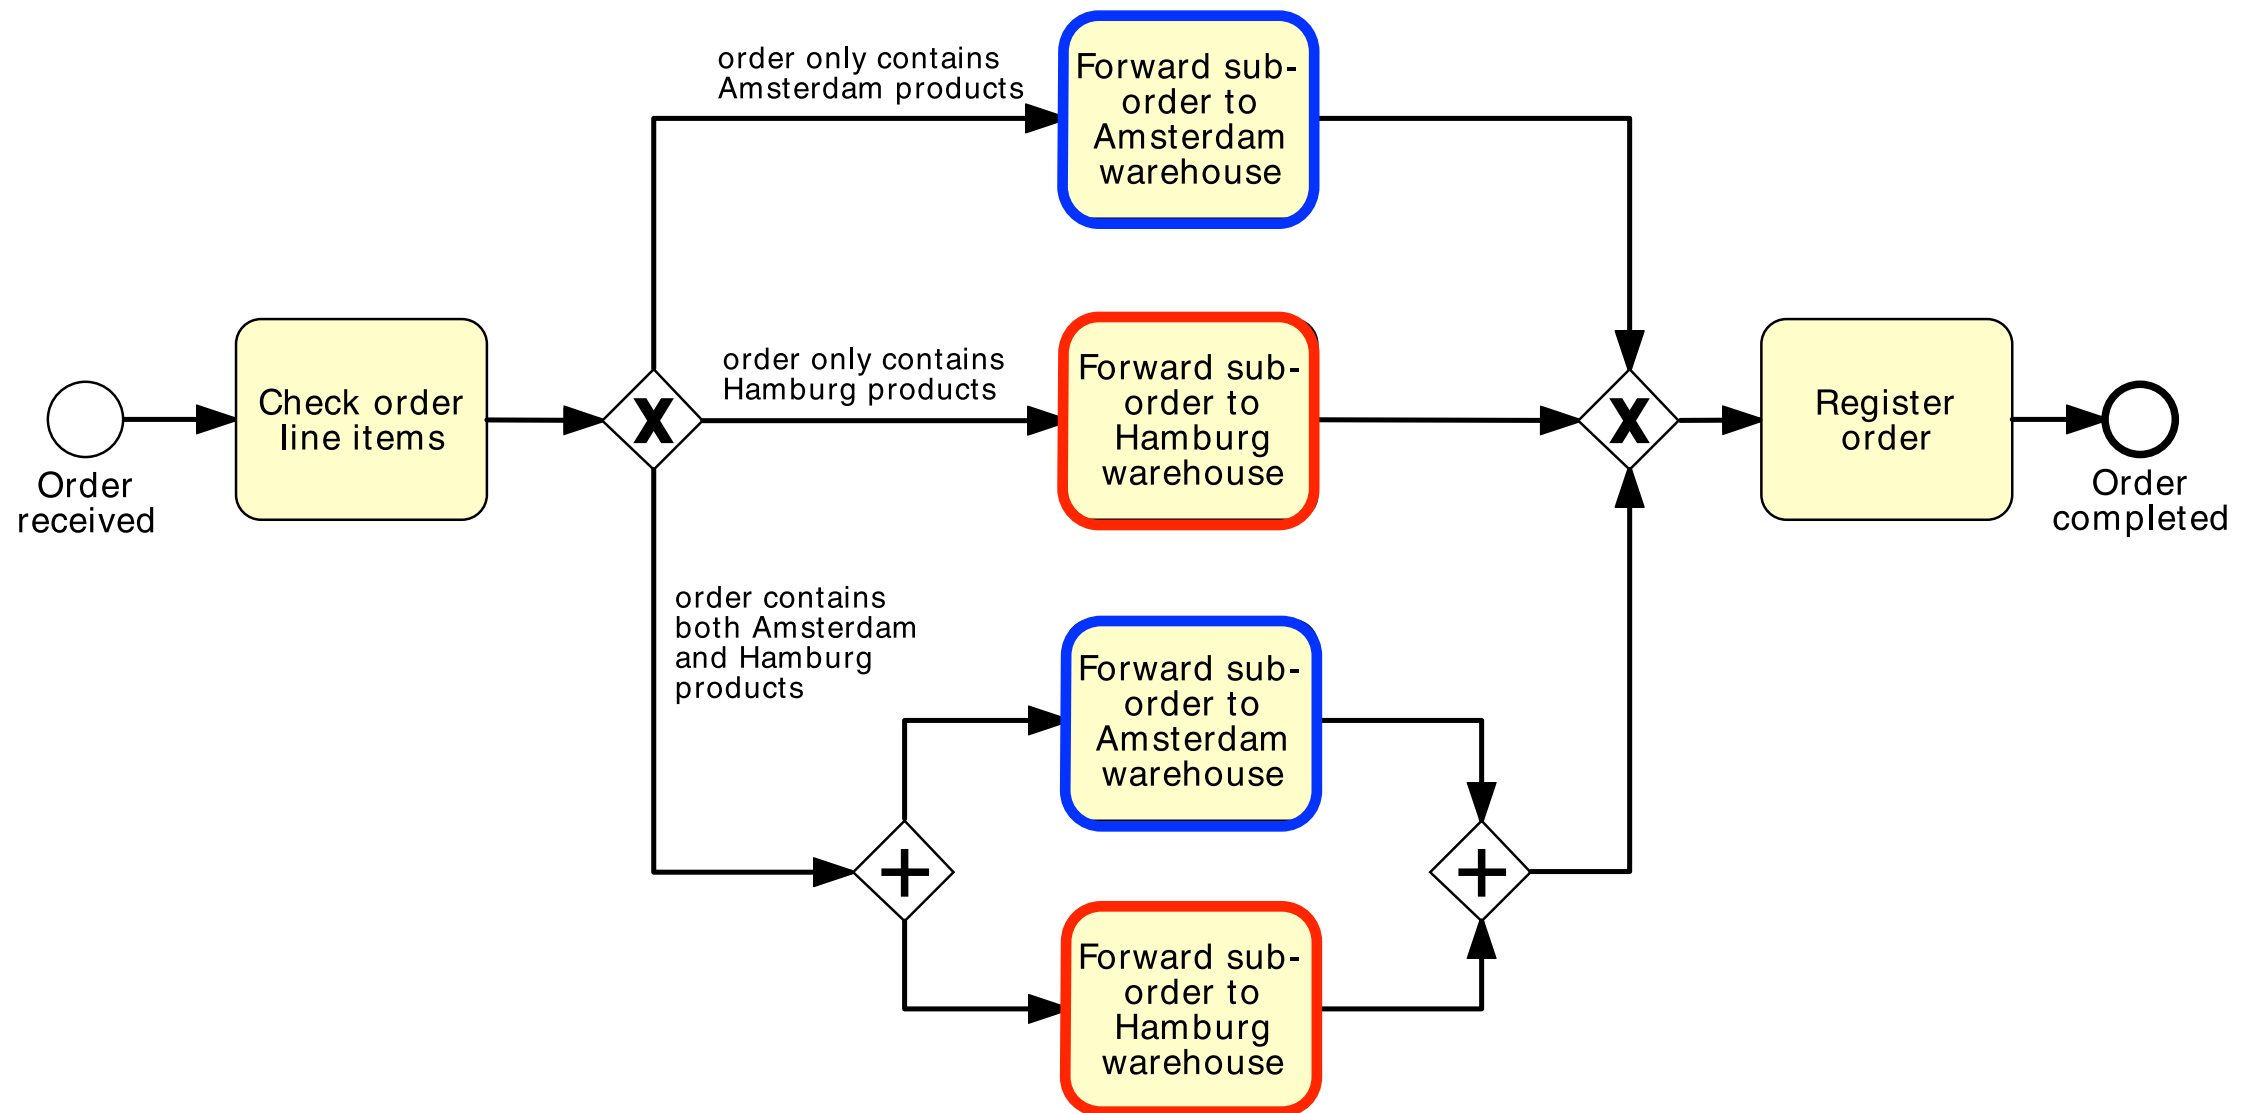 order only contains
Amsterdam products
Forward sub-
order to
Amsterdam
warehouse
order only contains
Hamburg products
Forward sub-
order to
Hamburg
warehouse
Check order
line items
X
X
Register
order
Order
received
Order
completed
order contains
both Amsterdam
and Hamburg
products
Forward sub-
order to
Amsterdam
warehouse
+
+
Forward sub-
order to
Hamburg
warehouse